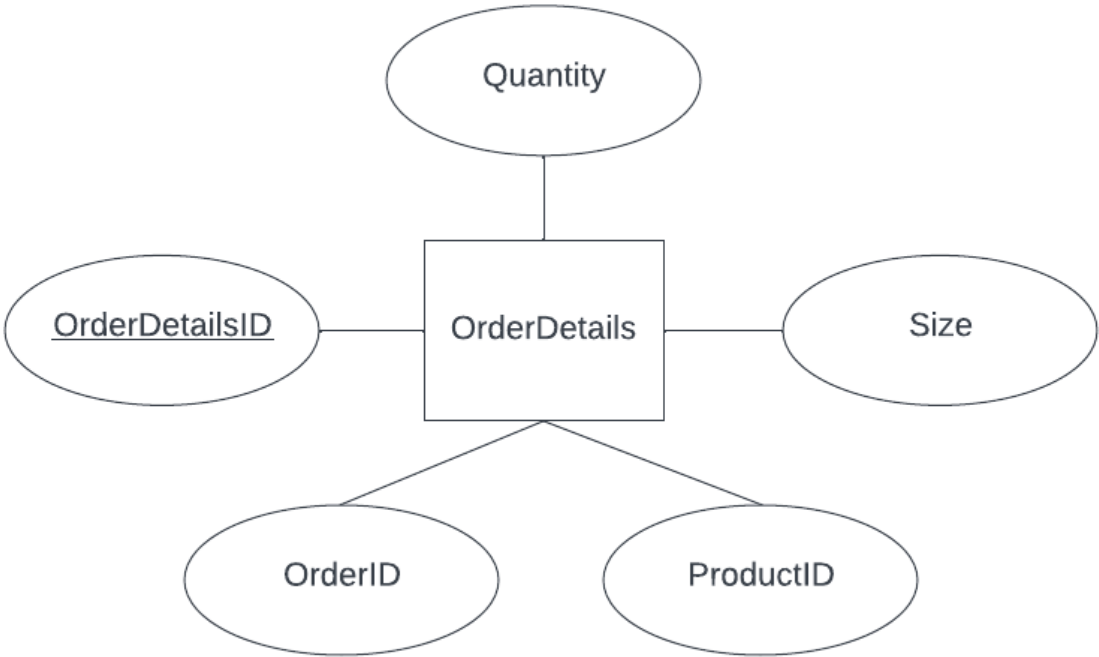 Quantity
OrderDetailsID
OrderDetails
Size
OrderID
ProductID